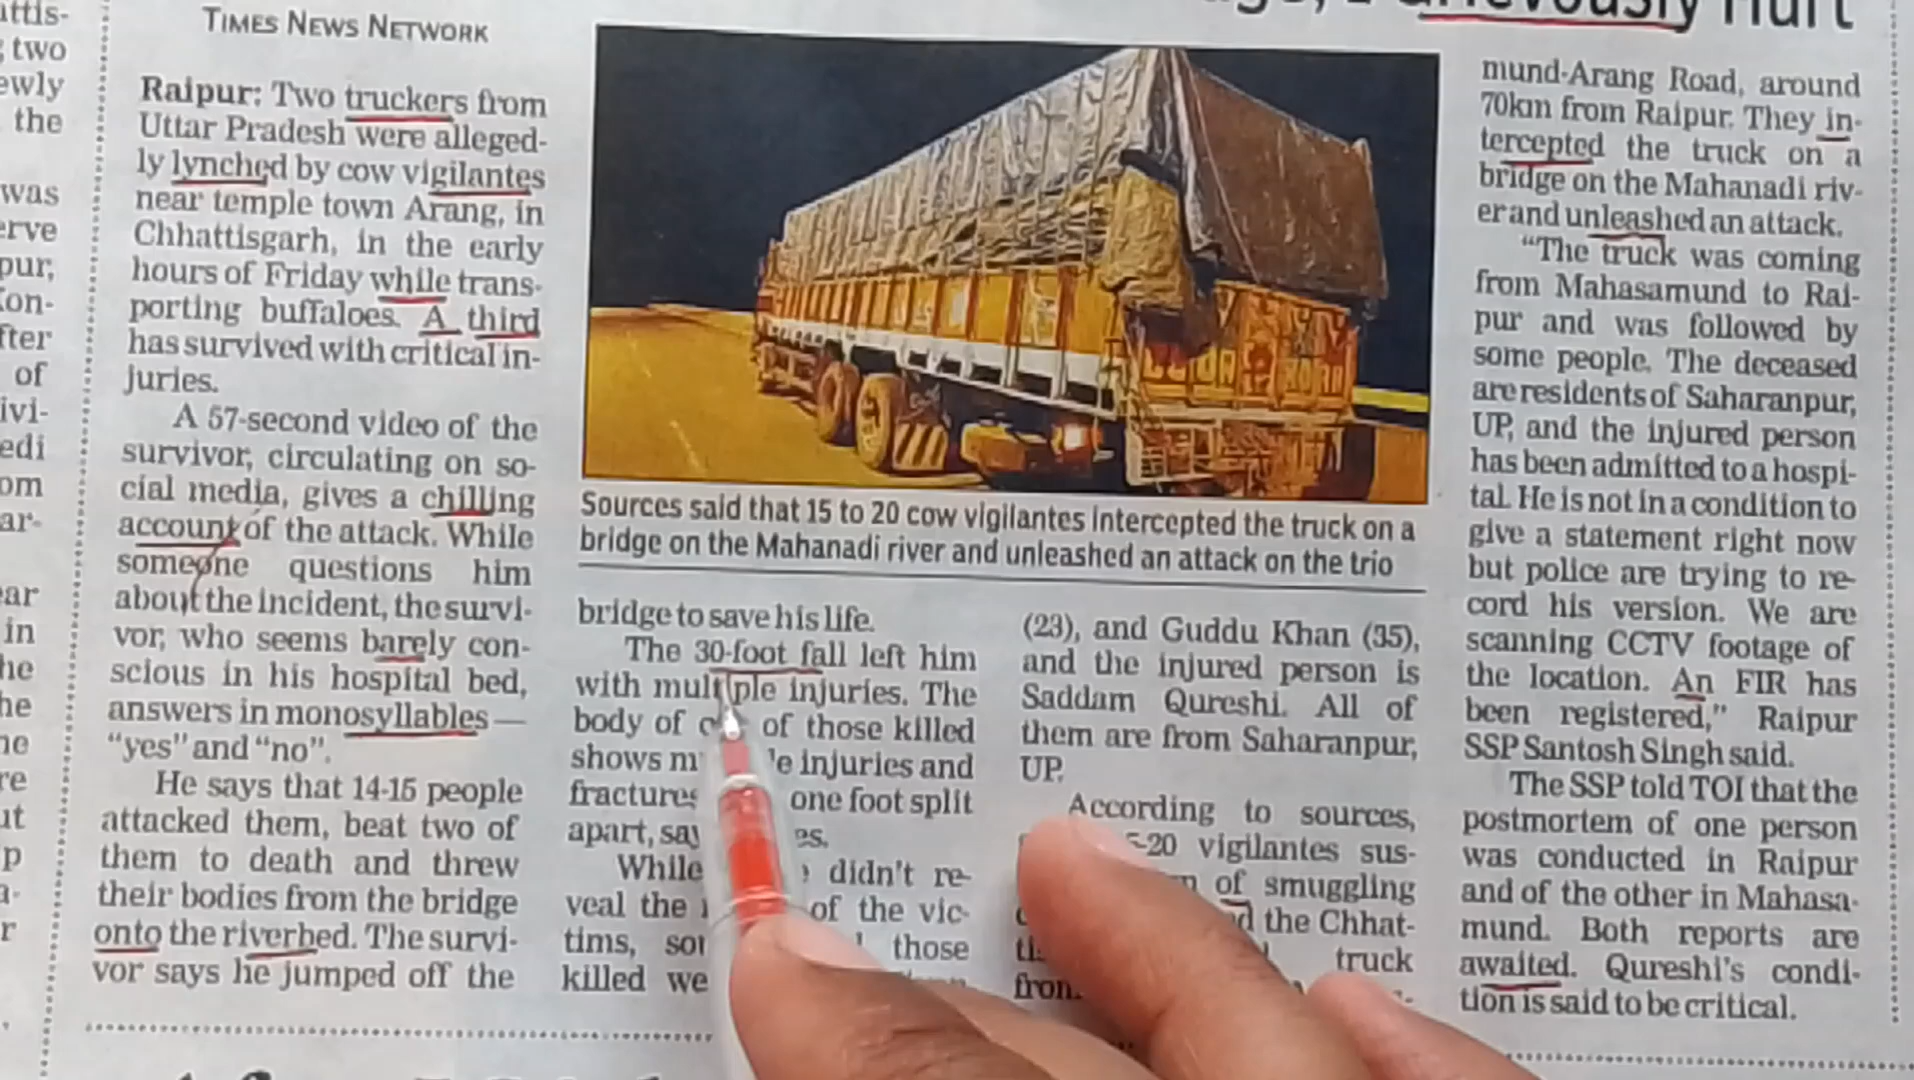 Hurt
TIMES NEWS NETWORK
Raipur: Two truckers from
Uttar Pradesh were alleged-
ly lynched by cow vigilantes
near temple town Arang, in
Chhattisgarh, in the early
hours of Friday while trans-
porting buffaloes. A third
has survived with critical in-
juries.
A 57-second video of the
survivor, circulating on so-
cial media, gives a chilling
account of the attack. While
someone questions him
about the incident, the survi-
vor, who seems barely con-
scious in his hospital bed,
answers in monosyllables —
"yes" and "no".
He says that 14-15 people
attacked them, beat two of
them to death and threw
their bodies from the bridge
onto the riverbed. The survi-
vor says he jumped off the
Sources said that 15 to 20 cow vigilantes intercepted the truck on a
bridge on the Mahanadi river and unleashed an attack on the trio
bridge to save his life.
The 30-foot fall left him
with multiple injuries. The
body of of those killed
shows injuries and
fractures one foot split
apart,
While didn't re-
veal the of the vic-
tims, those
killed we
(23), and Guddu Khan (35),
and the injured person is
Saddam Qureshi. All of
them are from Saharanpur,
UP.
According to sources,
-20 vigilantes sus-
of smuggling
the Chhat-
truck
from
mund-Arang Road, around
70km from Raipur. They in-
tercepted the truck on a
bridge on the Mahanadi riv-
er and unleashed an attack.
"The truck was coming
from Mahasamund to Rai-
pur and was followed by
some people. The deceased
are residents of Saharanpur,
UP, and the injured person
has been admitted to a hospi-
tal. He is not in a condition to
give a statement right now
but police are trying to re-
cord his version. We are
scanning CCTV footage of
the location. An FIR has
been registered," Raipur
SSP Santosh Singh said.
The SSP told TOI that the
postmortem of one person
was conducted in Raipur
and of the other in Mahasa-
mund. Both reports are
awaited. Qureshi's condi-
tion is said to be critical.